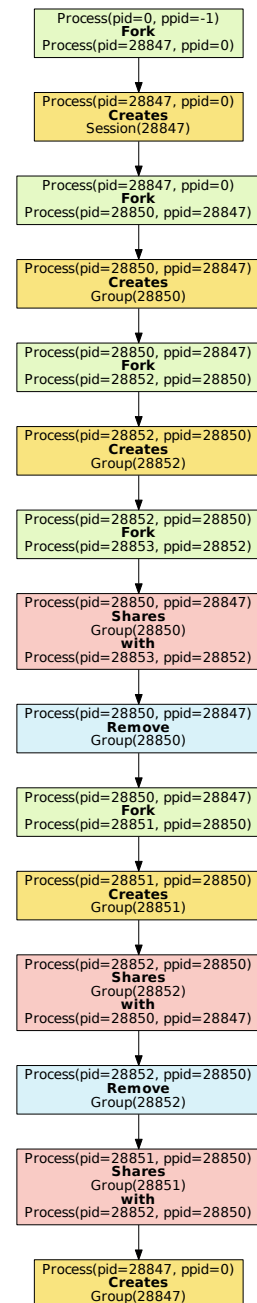 Process(pid=0, ppid=-1)
Fork
Process(pid=28847, ppid=0)
Process(pid=28847, ppid=0)
Creates
Session(28847)
Process(pid=28847, ppid=0)
Fork
Process(pid=28850, ppid=28847)
Process(pid=28850, ppid=28847)
Creates
Group(28850)
Process(pid=28850, ppid=28847)
Fork
Process(pid=28852, ppid=28850)
Process(pid=28852, ppid=28850)
Creates
Group(28852)
Process(pid=28852, ppid=28850)
Fork
Process(pid=28853, ppid=28852)
Process(pid=28850, ppid=28847)
Shares
Group(28850)
with
Process(pid=28853, ppid=28852)
Process(pid=28850, ppid=28847)
Remove
Group(28850)
Process(pid=28850, ppid=28847)
Fork
Process(pid=28851, ppid=28850)
Process(pid=28851, ppid=28850)
Creates
Group(28851)
Process(pid=28852, ppid=28850)
Shares
Group(28852)
with
Process(pid=28850, ppid=28847)
Process(pid=28852, ppid=28850)
Remove
Group(28852)
Process(pid=28851, ppid=28850)
Shares
Group(28851)
with
Process(pid=28852, ppid=28850)
Process(pid=28847, ppid=0)
Creates
Group(28847)